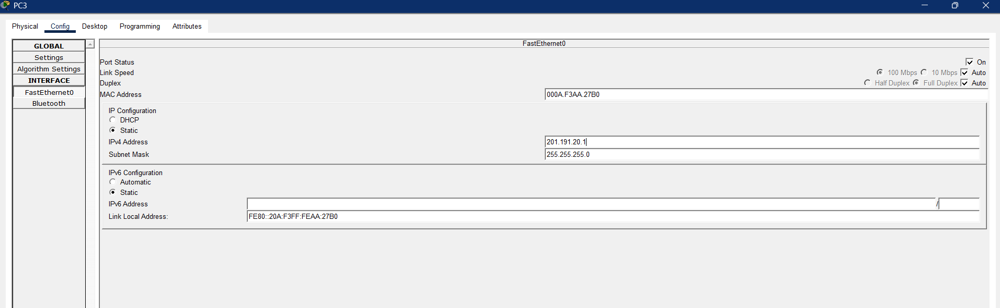 PC3
Physical Config Desktop Programming Attributes
GLOBAL
Settings
Algorithm Settings
INTERFACE
FastEthernet0
Bluetooth
FastEthernet0
Port Status On
Link Speed 100 Mbps 10 Mbps Auto
Duplex Half Duplex Full Duplex Auto
MAC Address 000A.F3AA.27B0
IP Configuration
DHCP
Static
IPv4 Address 201.191.20.1
Subnet Mask 255.255.255.0
IPv6 Configuration
Automatic
Static
IPv6 Address /
Link Local Address: FE80::20A:F3FF:FEAA:27B0